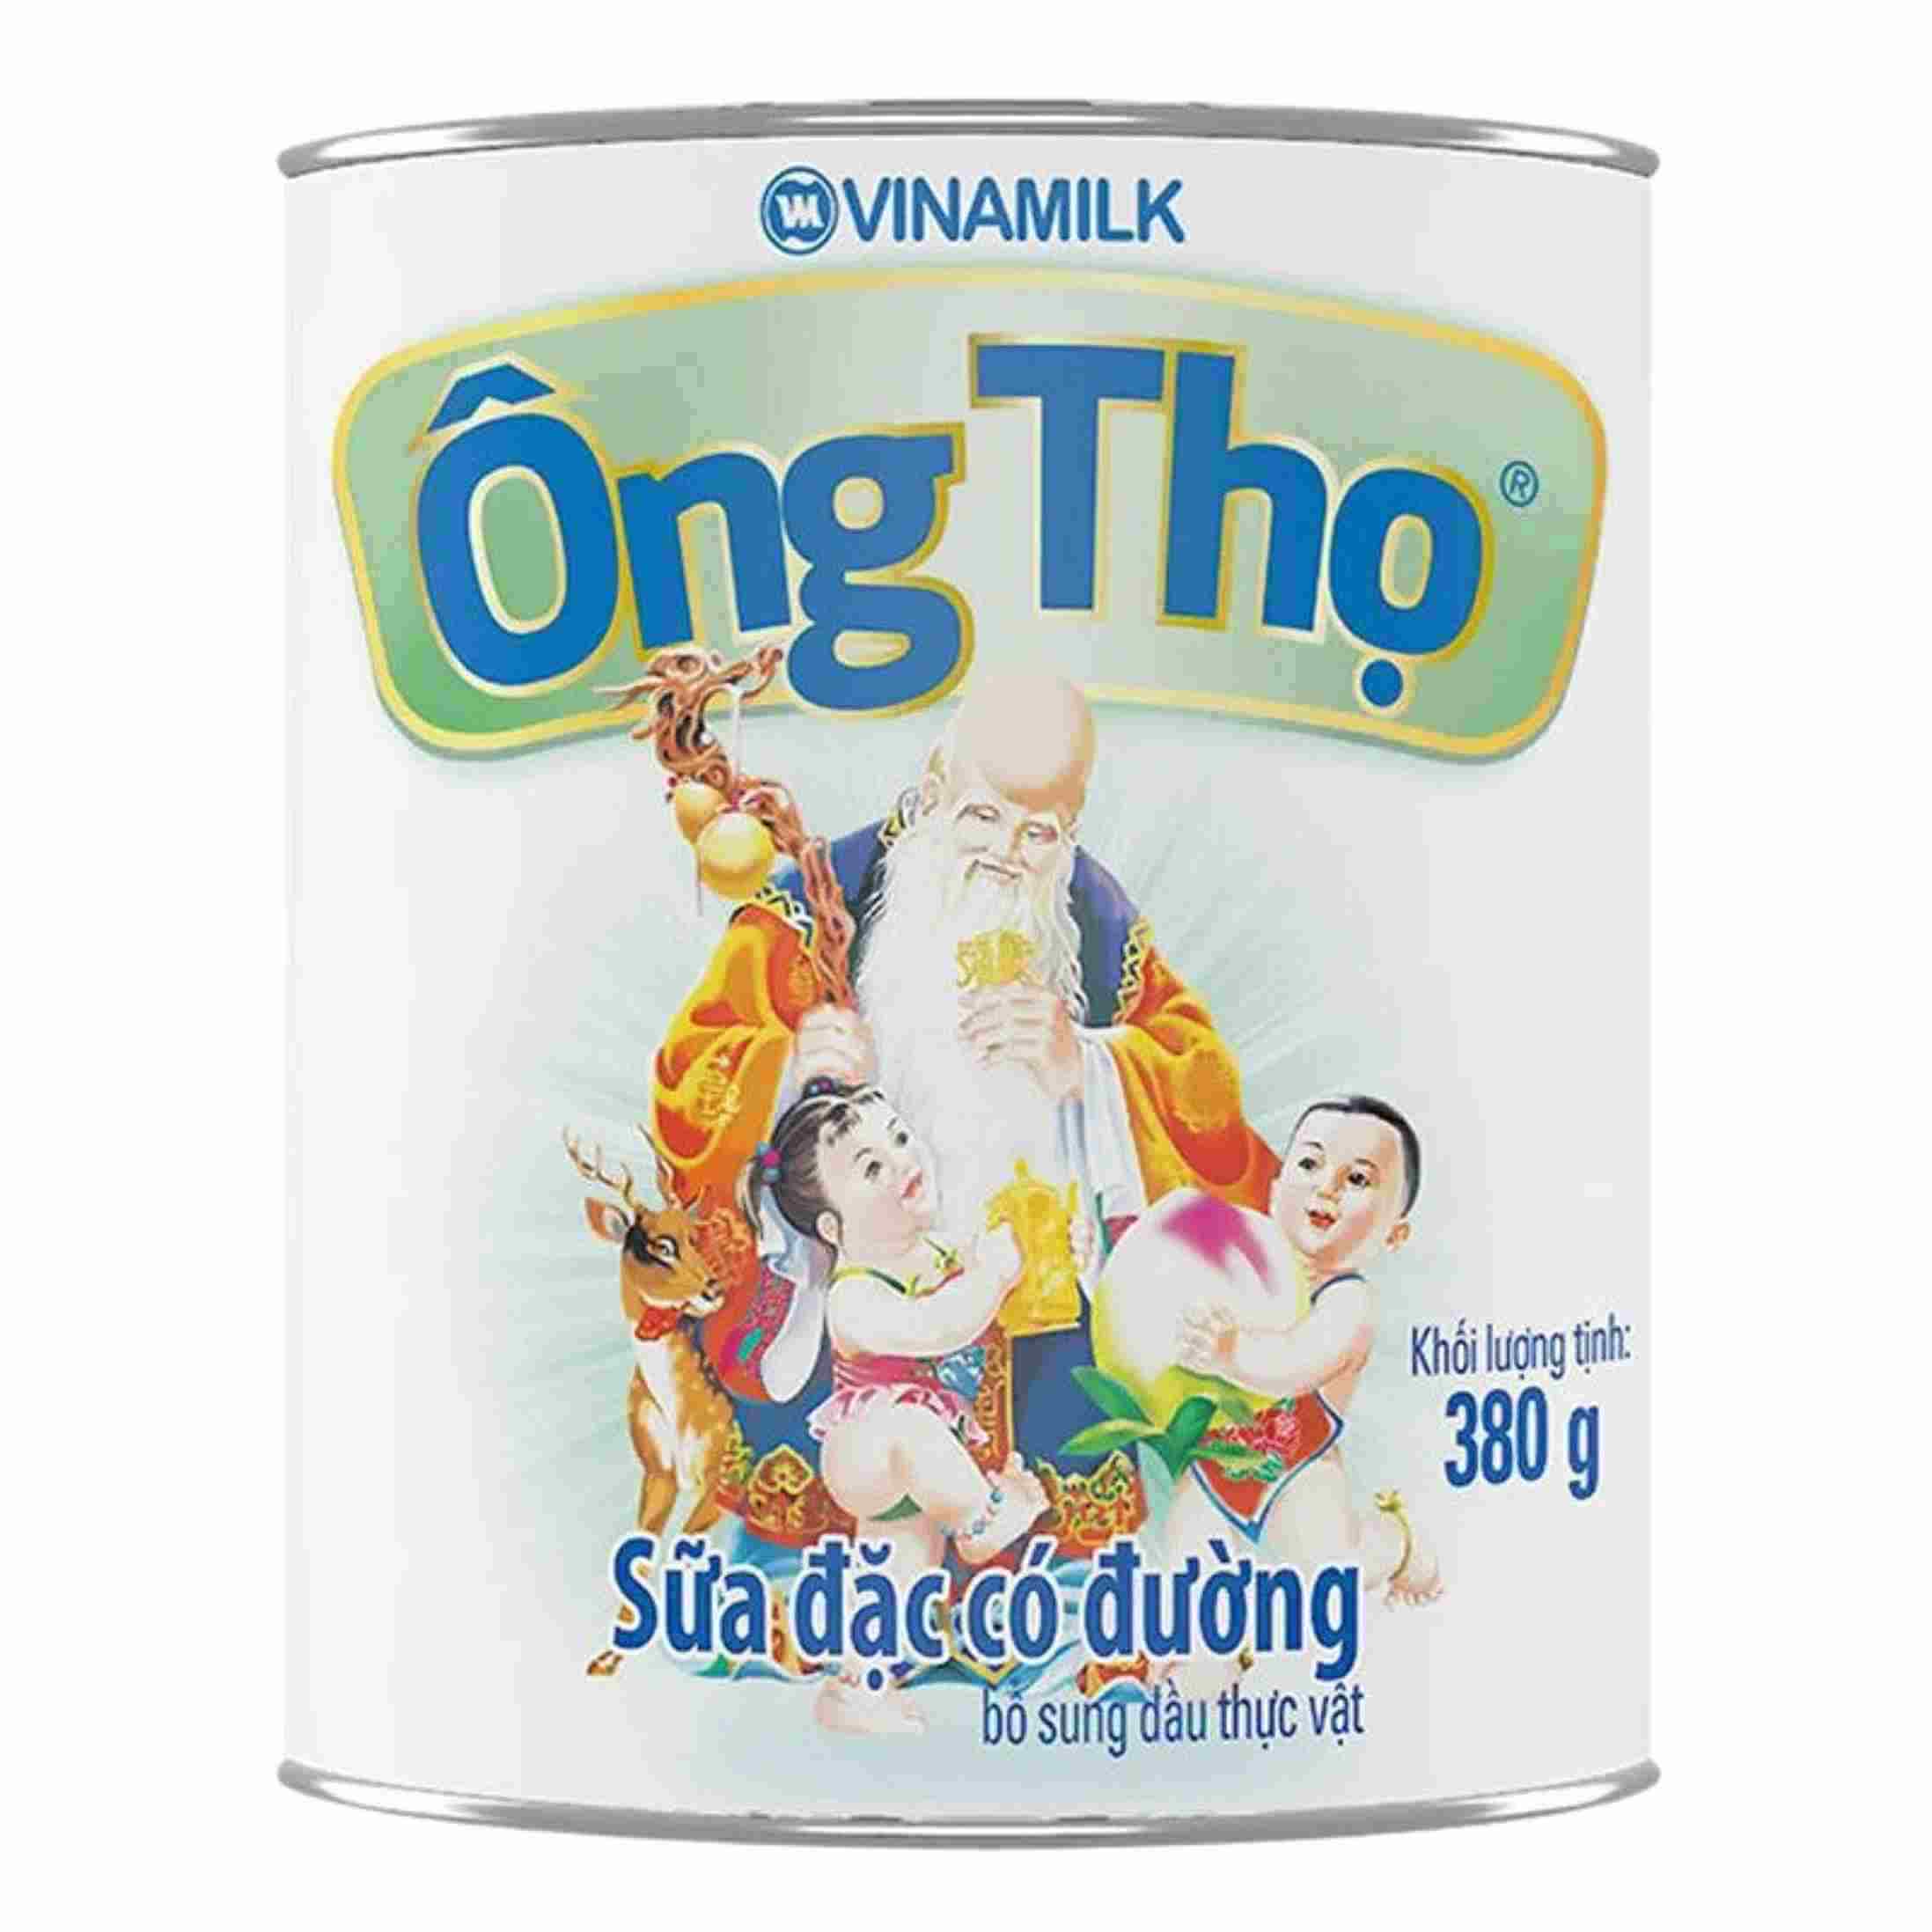 VINAMILK
Ông Thọ®
Khối lượng tịnh:
380 g
Sữa đặc có đường
bổ sung dầu thực vật